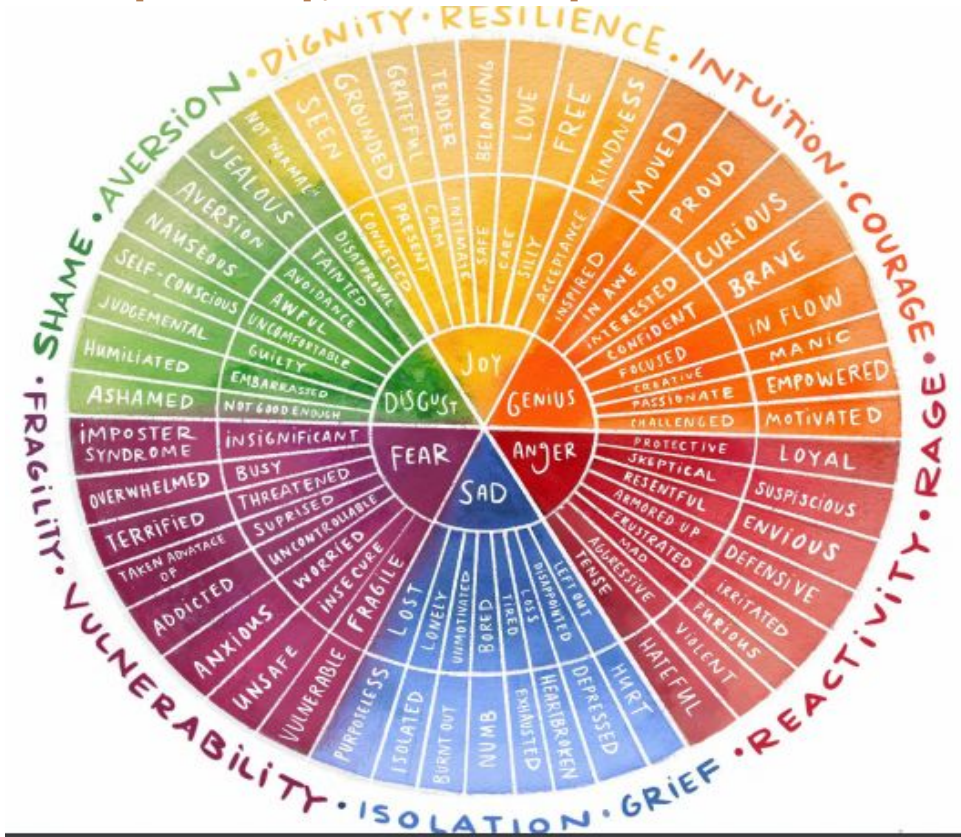 DIGNITY · RESILIENCE · INTUITION · COURAGE · RAGE · REACTIVITY · GRIEF · ISOLATION · VULNERABILITY · FRAGILITY · SHAME · AVERSION ·
JOY
CONNECTED
PRESENT
CALM
INTIMATE
SAFE
CARE
SILLY
ACCEPTANCE
SEEN
GROUNDED
GRATEFUL
TENDER
BELONGING
LOVE
FREE
KINDNESS
GENIUS
INSPIRED
IN AWE
INTERESTED
CONFIDENT
FOCUSED
CREATIVE
PASSIONATE
CHALLENGED
MOVED
PROUD
CURIOUS
BRAVE
IN FLOW
MANIC
EMPOWERED
MOTIVATED
ANGER
PROTECTIVE
SKEPTICAL
RESENTFUL
ARMORED UP
FRUSTRATED
MAD
AGGRESSIVE
TENSE
LOYAL
SUSPISCIOUS
ENVIOUS
DEFENSIVE
IRRITATED
FURIOUS
VIOLENT
HATEFUL
SAD
LEFT OUT
DISAPPOINTED
LOSS
TIRED
BORED
UNMOTIVATED
LONELY
LOST
HURT
DEPRESSED
HEARTBROKEN
EXHAUSTED
NUMB
BURNT OUT
ISOLATED
PURPOSELESS
FEAR
FRAGILE
INSECURE
WORRIED
UNCONTROLLABLE
SUPRISED
THREATENED
BUSY
INSIGNIFICANT
VULNERABLE
UNSAFE
ANXIOUS
ADDICTED
TAKEN ADVATAGE
OF
TERRIFIED
OVERWHELMED
IMPOSTER
SYNDROME
DISGUST
NOT GOOD ENOUGH
EMBARRASSED
GUILTY
UNCOMFORTABLE
AWFUL
AVOIDANCE
TAINTED
DISAPPROVAL
ASHAMED
HUMILIATED
JUDGEMENTAL
SELF-CONSCIOUS
NAUSEOUS
AVERSION
JEALOUS
NOT